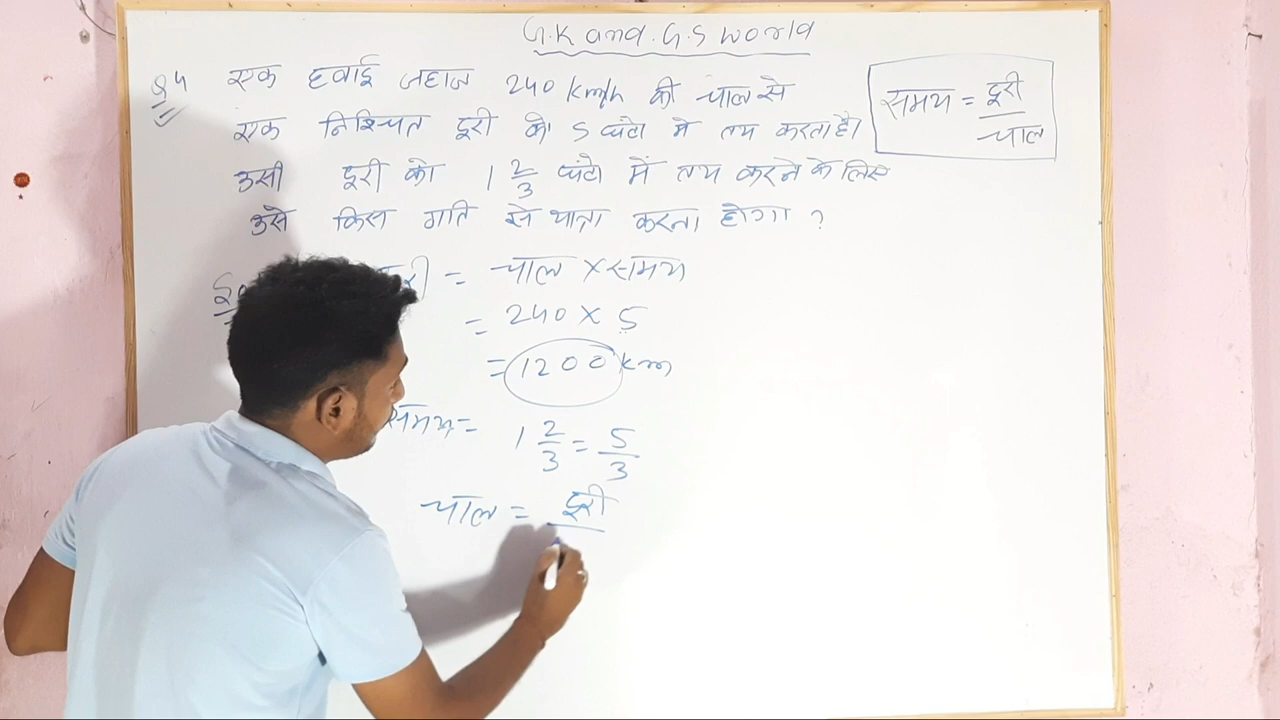 G.K and G.S world
Q4 एक हवाई जहाज 240 km/h की चाल से
एक निश्चित दूरी को 5 घंटो में तय करता है।
उसी दूरी को 1 2/3 घंटो में तय करने के लिए
उसे किस गति से यात्रा करना होगा ?
समय = दूरी/चाल
= चाल × समय
= 240 × 5
= 1200 km
समय = 1 2/3 = 5/3
चाल = दूरी